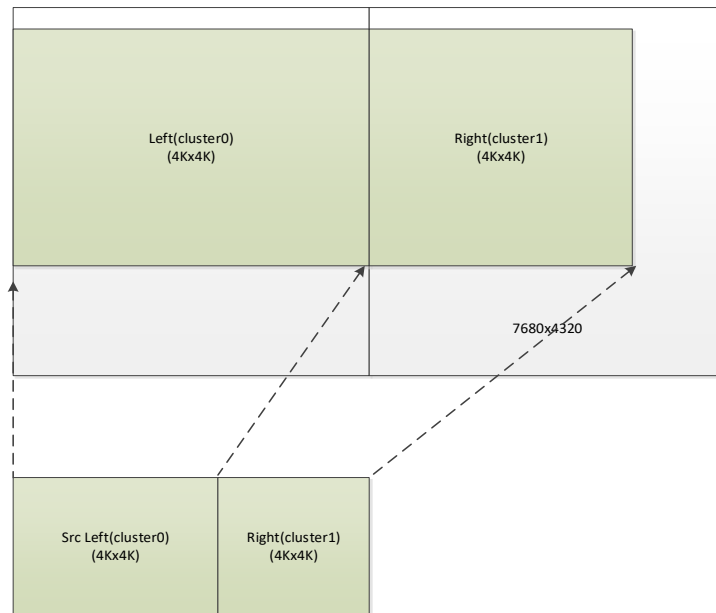 Left(cluster0)
(4Kx4K)
Right(cluster1)
(4Kx4K)
7680x4320
Src Left(cluster0)
(4Kx4K)
Right(cluster1)
(4Kx4K)